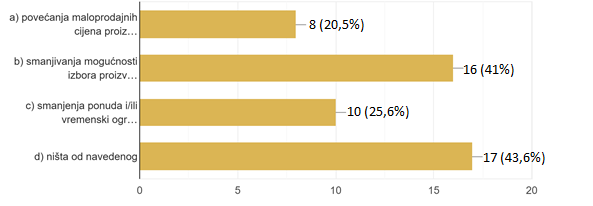 a) povećanja maloprodajnih
cijena proiz…
8 (20,5%)
b) smanjivanja mogućnosti
izbora proizv…
16 (41%)
c) smanjenja ponuda i/ili
vremenski ogr…
10 (25,6%)
d) ništa od navedenog
17 (43,6%)
0 5 10 15 20